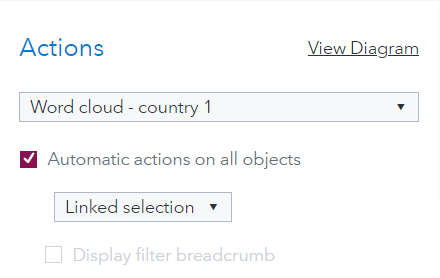 Actions
View Diagram
Word cloud - country 1
Automatic actions on all objects
Linked selection
Display filter breadcrumb